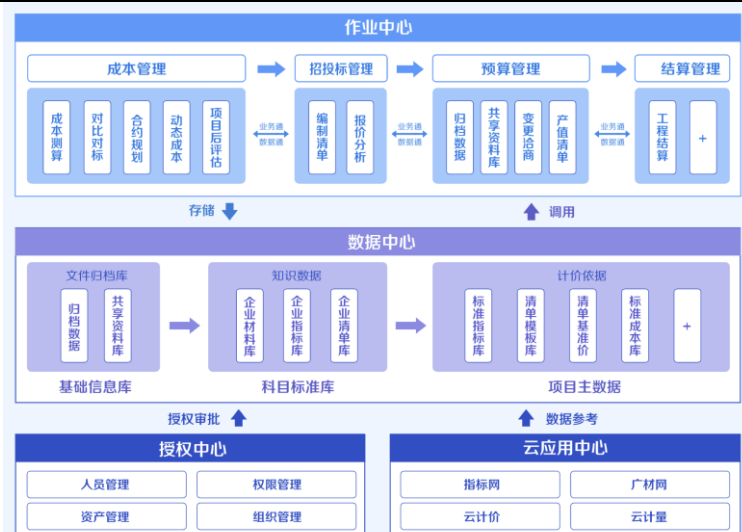 作业中心
成本管理
招投标管理
预算管理
结算管理
成本测算
对比对标
合约规划
动态成本
项目后评估
业务通
数据通
编制清单
报价分析
业务通
数据通
归档数据
共享资料库
变更洽商
产值清单
业务通
数据通
工程结算
+
存储
调用
数据中心
文件归档库
知识数据
计价依据
归档数据
共享资料库
企业材料库
企业指标库
企业清单库
标准指标库
清单模板库
清单基准价
标准成本库
+
基础信息库
科目标准库
项目主数据
授权审批
数据参考
授权中心
云应用中心
人员管理
权限管理
指标网
广材网
资产管理
组织管理
云计价
云计量